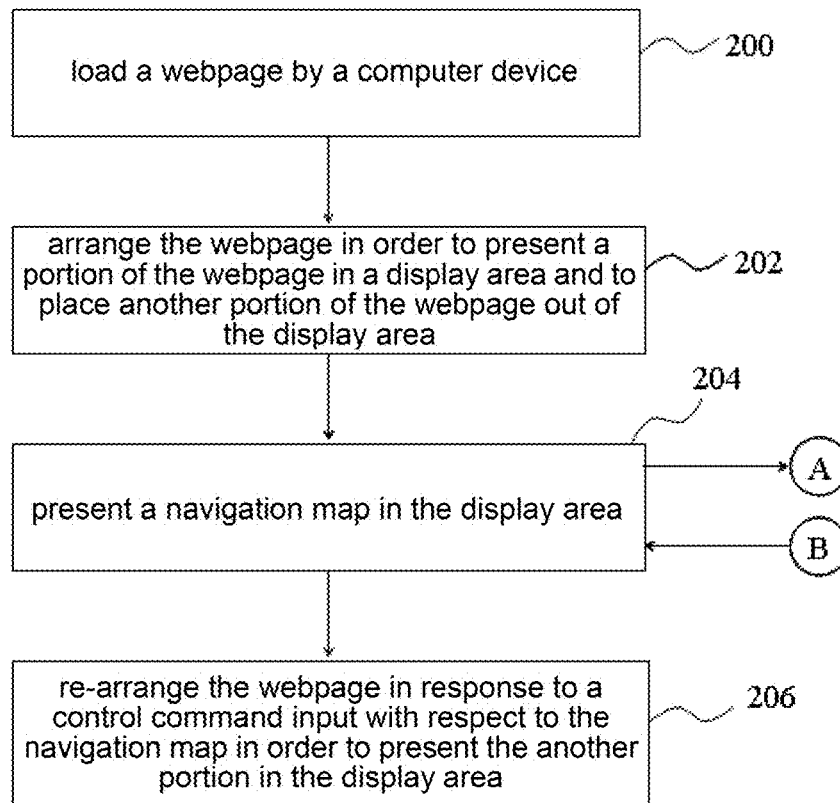 load a webpage by a computer device
200
arrange the webpage in order to present a
portion of the webpage in a display area and to
place another portion of the webpage out of
the display area
202
204
present a navigation map in the display area
A
B
re-arrange the webpage in response to a
control command input with respect to the
navigation map in order to present the another
portion in the display area
206